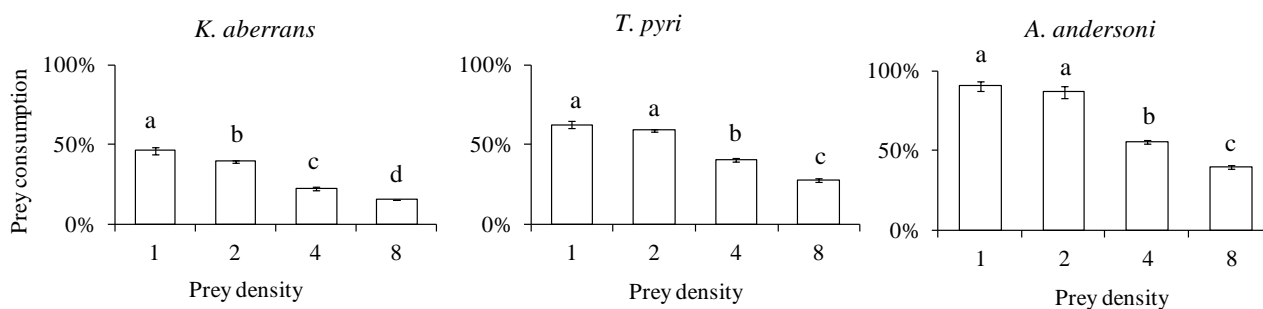 K. aberrans
100%
50%
0%
a
b
c
d
1 2 4 8
Prey density
Prey consumption
T. pyri
100%
50%
0%
a
a
b
c
1 2 4 8
Prey density
A. andersoni
100%
50%
0%
a
a
b
c
1 2 4 8
Prey density